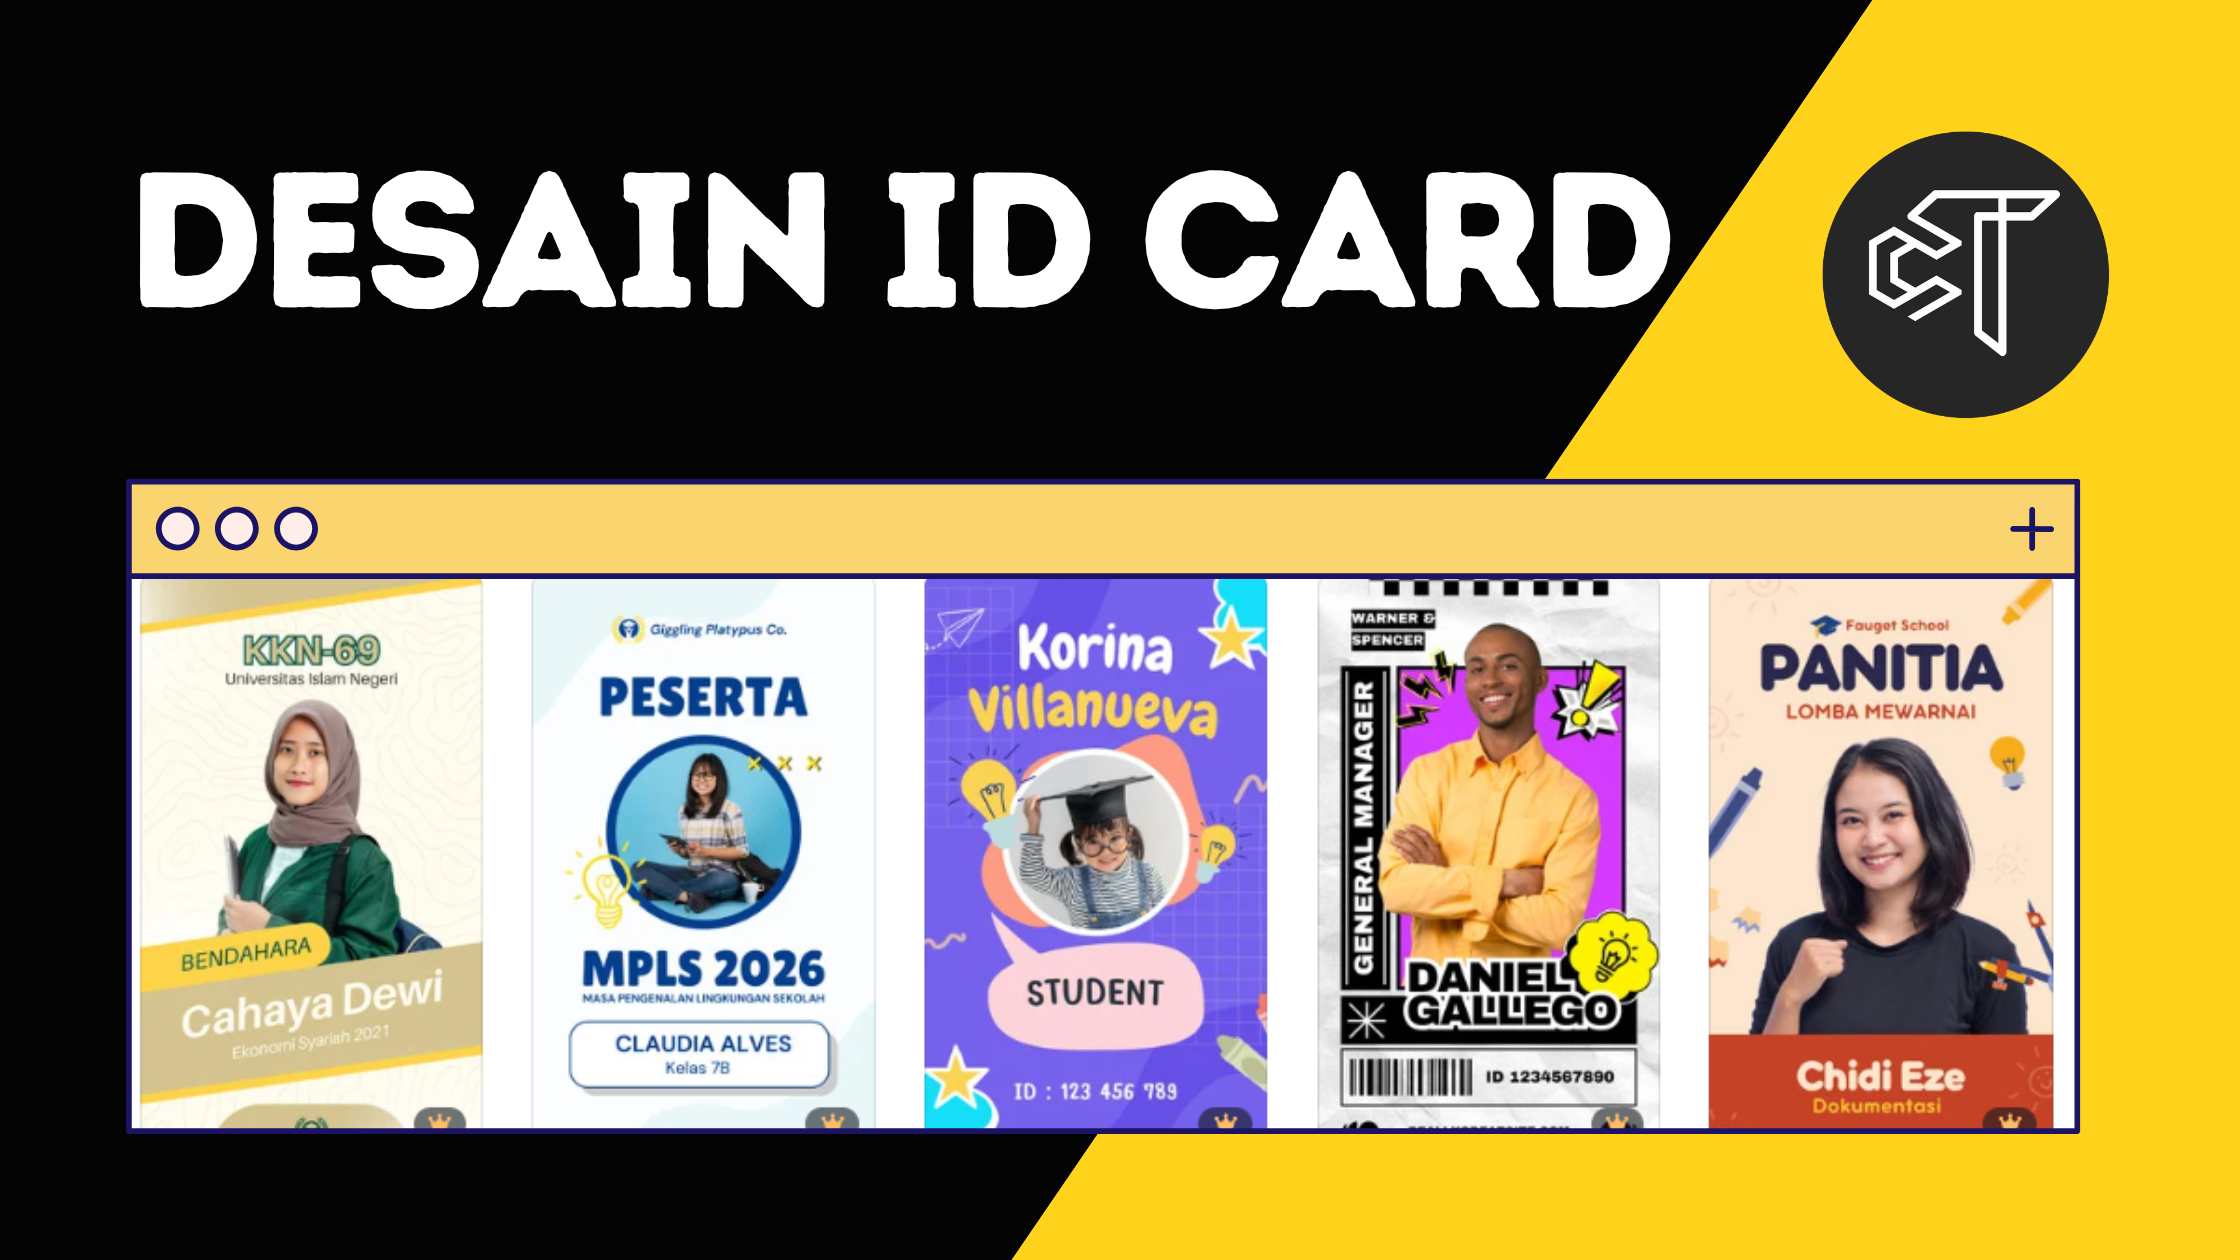 DESAIN ID CARD
KKN-69
Universitas Islam Negeri
BENDAHARA
Cahaya Dewi
Ekonomi Syariah 2021
Giggling Platypus Co.
PESERTA
MPLS 2026
MASA PENGENALAN LINGKUNGAN SEKOLAH
CLAUDIA ALVES
Kelas 7B
Korina
Villanueva
STUDENT
ID : 123 456 789
WARNER &
SPENCER
GENERAL MANAGER
DANIEL
GALLEGO
ID 1234567890
Fauget School
PANITIA
LOMBA MEWARNAI
Chidi Eze
Dokumentasi